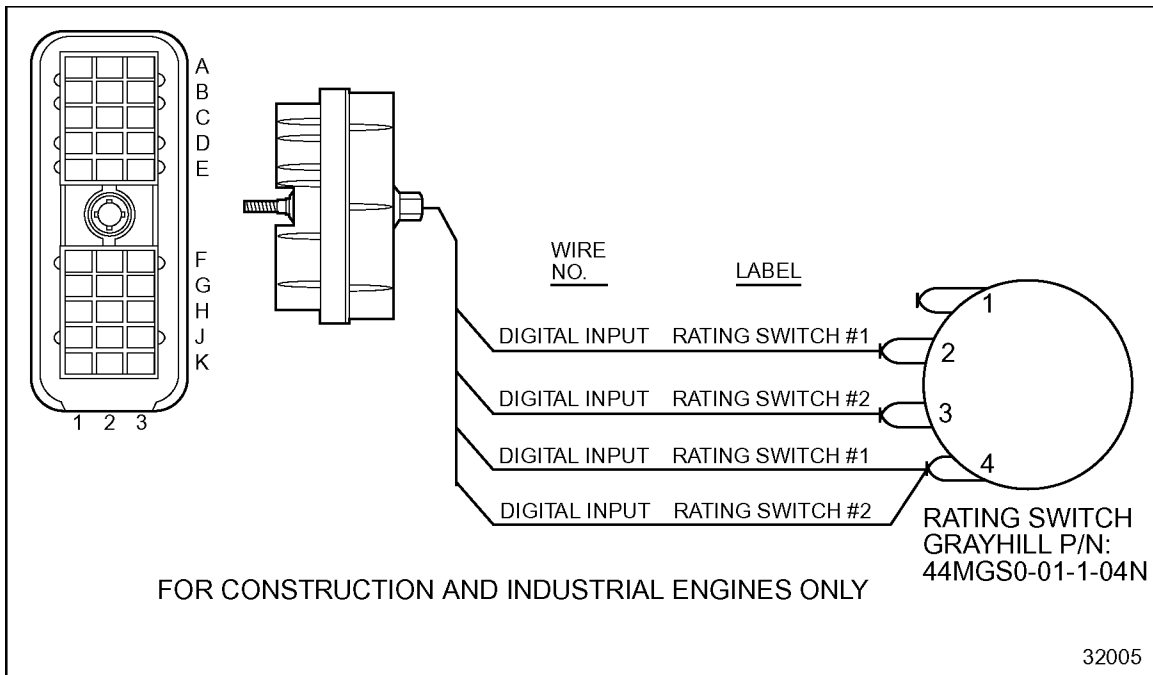 A
B
C
D
E
F
G
H
J
K
1 2 3
WIRE
NO.
LABEL
DIGITAL INPUT RATING SWITCH #1
DIGITAL INPUT RATING SWITCH #2
DIGITAL INPUT RATING SWITCH #1
DIGITAL INPUT RATING SWITCH #2
1
2
3
4
RATING SWITCH
GRAYHILL P/N:
44MGS0-01-1-04N
FOR CONSTRUCTION AND INDUSTRIAL ENGINES ONLY
32005